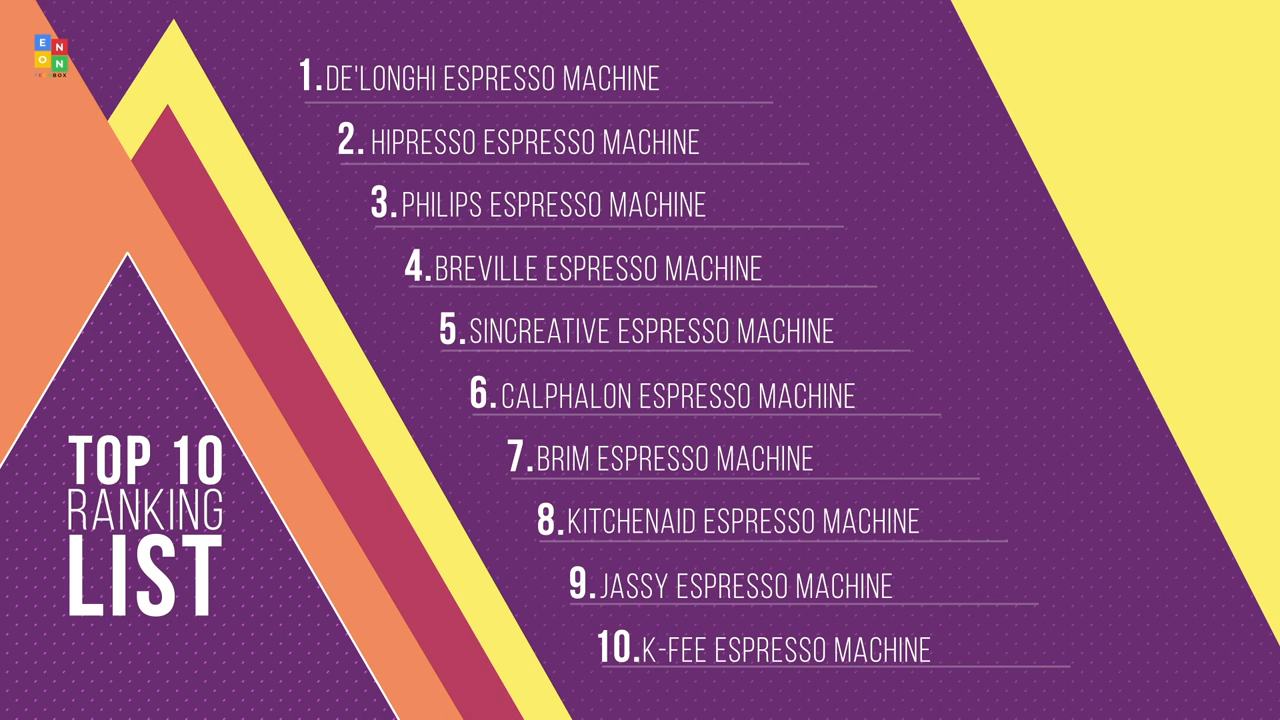 E N
O N
1. DE'LONGHI ESPRESSO MACHINE
2. HIPRESSO ESPRESSO MACHINE
3. PHILIPS ESPRESSO MACHINE
4. BREVILLE ESPRESSO MACHINE
5. SINCREATIVE ESPRESSO MACHINE
6. CALPHALON ESPRESSO MACHINE
7. BRIM ESPRESSO MACHINE
8. KITCHENAID ESPRESSO MACHINE
9. JASSY ESPRESSO MACHINE
10. K-FEE ESPRESSO MACHINE
TOP 10
RANKING
LIST